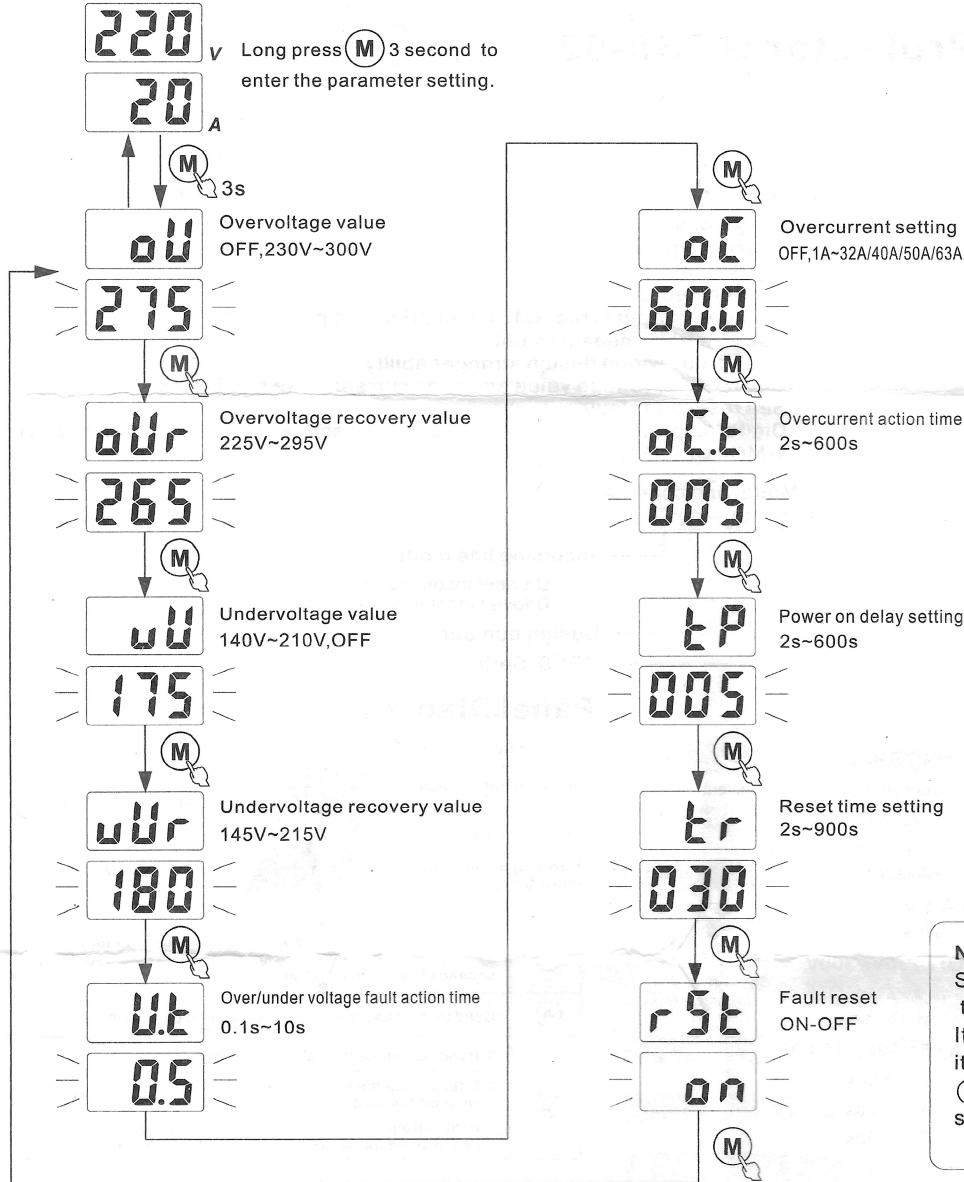 220 V
20 A
Long press M 3 second to
enter the parameter setting.
M
3s
oU
Overvoltage value
OFF,230V~300V
275
M
oUr
Overvoltage recovery value
225V~295V
265
M
uU
Undervoltage value
140V~210V,OFF
175
M
uUr
Undervoltage recovery value
145V~215V
180
M
U.t
Over/under voltage fault action time
0.1s~10s
0.5
M
oC
Overcurrent setting
OFF,1A~32A/40A/50A/63A
60.0
M
oC.t
Overcurrent action time
2s~600s
005
M
tP
Power on delay setting
2s~600s
005
M
tr
Reset time setting
2s~900s
030
M
rSt
Fault reset
ON-OFF
on
M